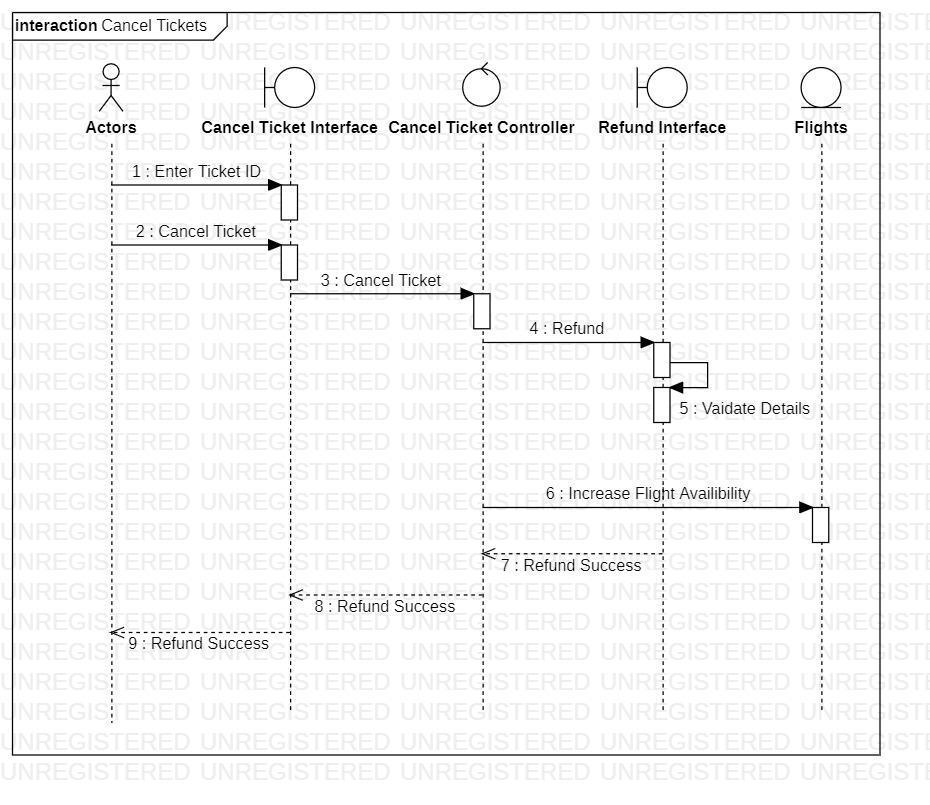 interaction Cancel Tickets
Actors
Cancel Ticket Interface
Cancel Ticket Controller
Refund Interface
Flights
1 : Enter Ticket ID
2 : Cancel Ticket
3 : Cancel Ticket
4 : Refund
5 : Vaidate Details
6 : Increase Flight Availibility
7 : Refund Success
8 : Refund Success
9 : Refund Success
UNREGISTERED